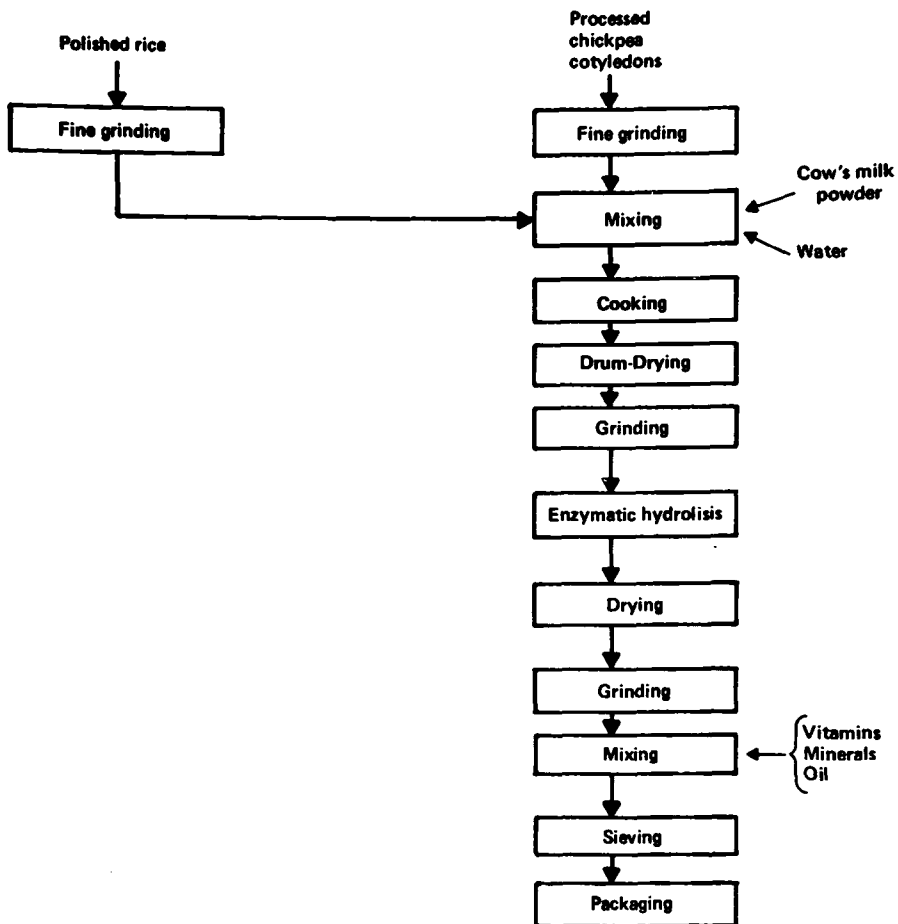 Polished rice
Processed
chickpea
cotyledons
Fine grinding
Fine grinding
Cow's milk
powder
Mixing
Water
Cooking
Drum-Drying
Grinding
Enzymatic hydrolisis
Drying
Grinding
Mixing
Vitamins
Minerals
Oil
Sieving
Packaging